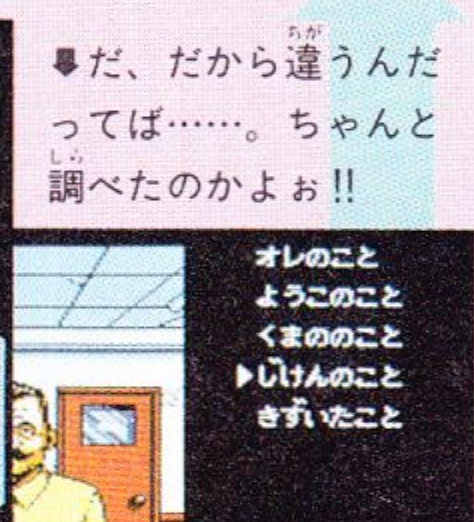 ⬇だ、だから違うんだ
ってば……。ちゃんと
調べたのかよぉ!!
オレのこと
ようこのこと
くまののこと
▶じけんのこと
きずいたこと